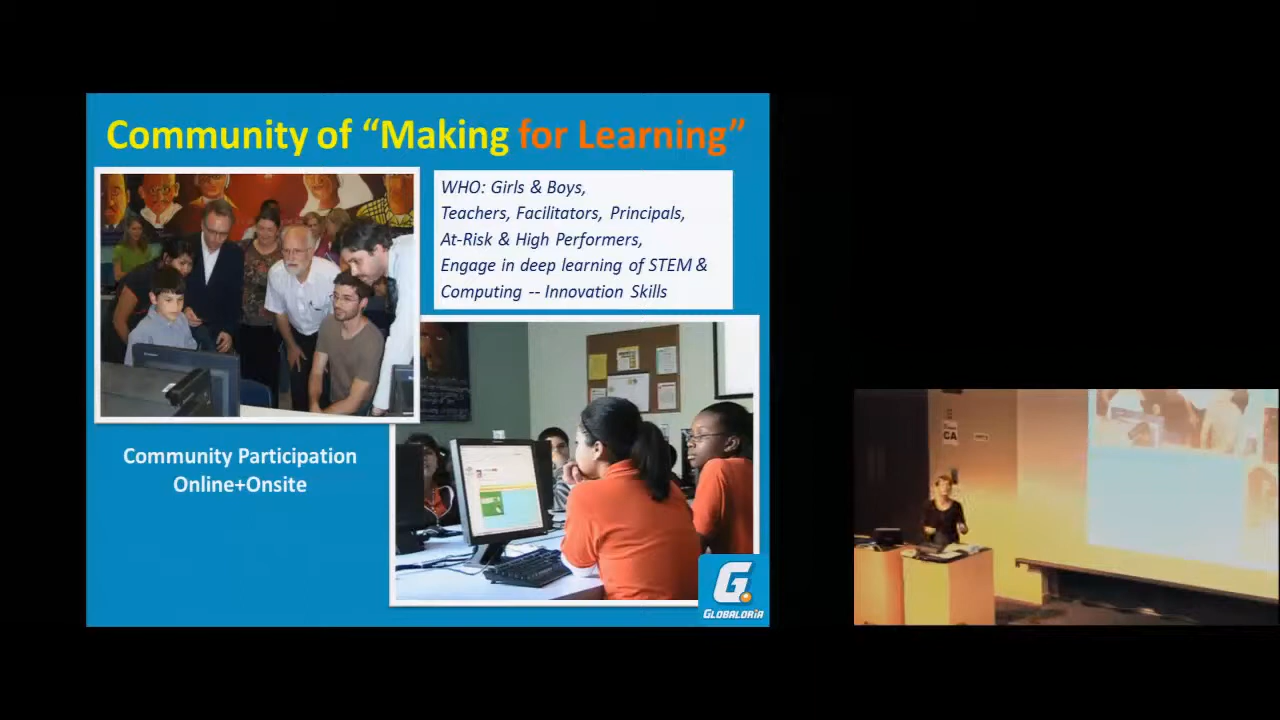 Community of “Making for Learning”
WHO: Girls & Boys,
Teachers, Facilitators, Principals,
At-Risk & High Performers,
Engage in deep learning of STEM &
Computing -- Innovation Skills
Community Participation
Online+Onsite
G
GLOBALORIA
CA